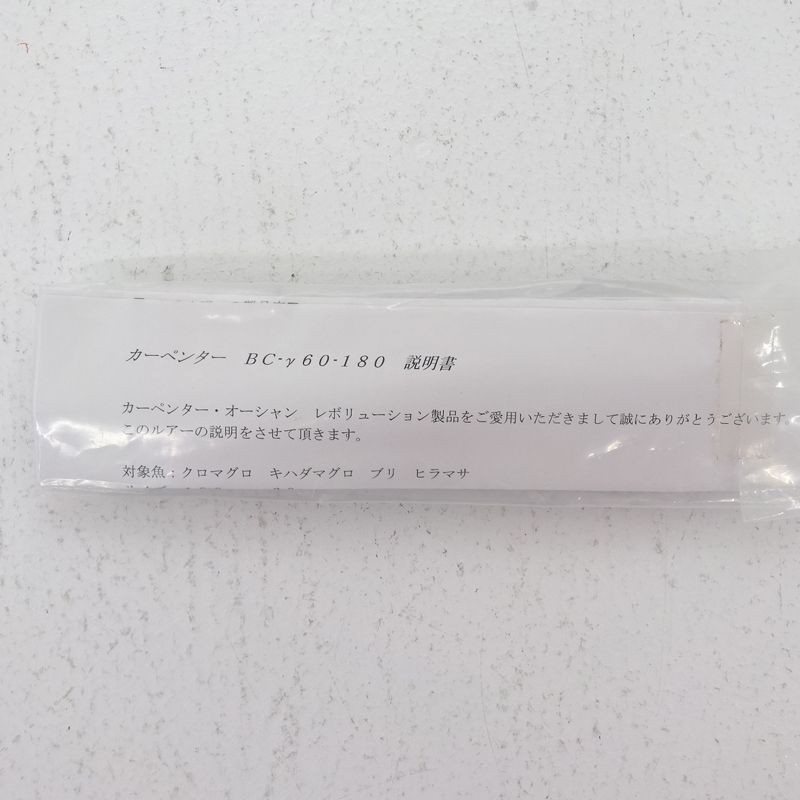 カーペンター　ＢＣ-γ６０-１８０　説明書
カーペンター・オーシャン　レボリューション製品をご愛用いただきまして誠にありがとうございます。
このルアーの説明をさせて頂きます。
対象魚：クロマグロ　キハダマグロ　ブリ　ヒラマサ